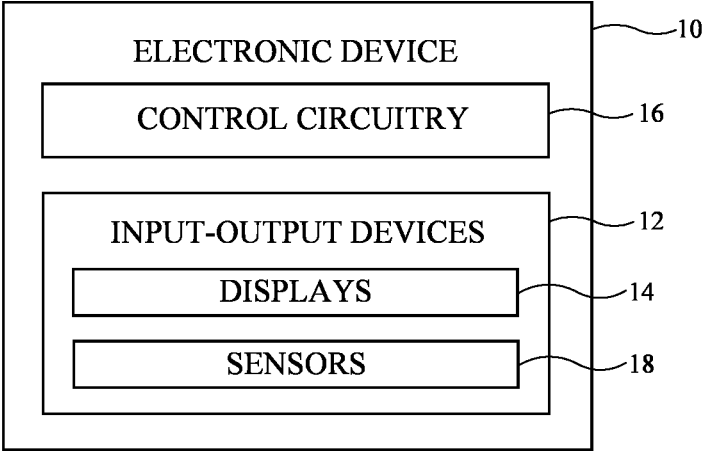 10
ELECTRONIC DEVICE
CONTROL CIRCUITRY
16
INPUT-OUTPUT DEVICES
12
DISPLAYS
14
SENSORS
18